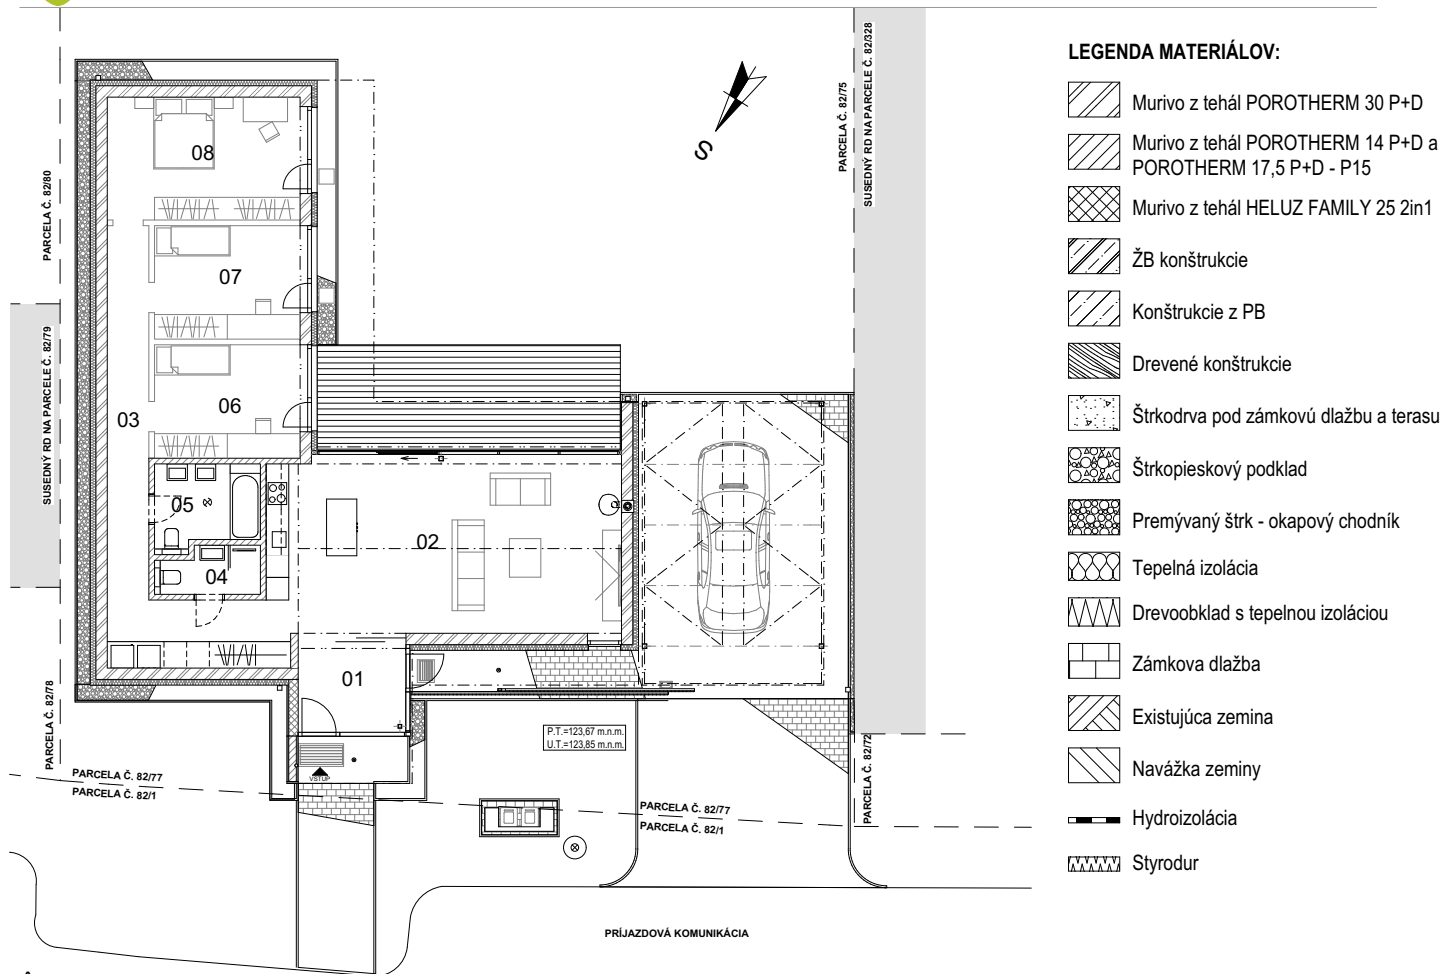 PARCELA Č. 82/80
SUSEDNÝ RD NA PARCELE Č. 82/79
PARCELA Č. 82/78
PARCELA Č. 82/77
PARCELA Č. 82/1
08
07
06
03
05
04
02
01
VSTUP
P.T.=123,67 m.n.m.
U.T.=123,85 m.n.m.
PARCELA Č. 82/77
PARCELA Č. 82/1
PRÍJAZDOVÁ KOMUNIKÁCIA
S
PARCELA Č. 82/75
SUSEDNÝ RD NA PARCELE Č. 82/328
PARCELA Č. 82/72
LEGENDA MATERIÁLOV:
Murivo z tehál POROTHERM 30 P+D
Murivo z tehál POROTHERM 14 P+D a
POROTHERM 17,5 P+D - P15
Murivo z tehál HELUZ FAMILY 25 2in1
ŽB konštrukcie
Konštrukcie z PB
Drevené konštrukcie
Štrkodrva pod zámkovú dlažbu a terasu
Štrkopieskový podklad
Premývaný štrk - okapový chodník
Tepelná izolácia
Drevoobklad s tepelnou izoláciou
Zámkova dlažba
Existujúca zemina
Navážka zeminy
Hydroizolácia
Styrodur